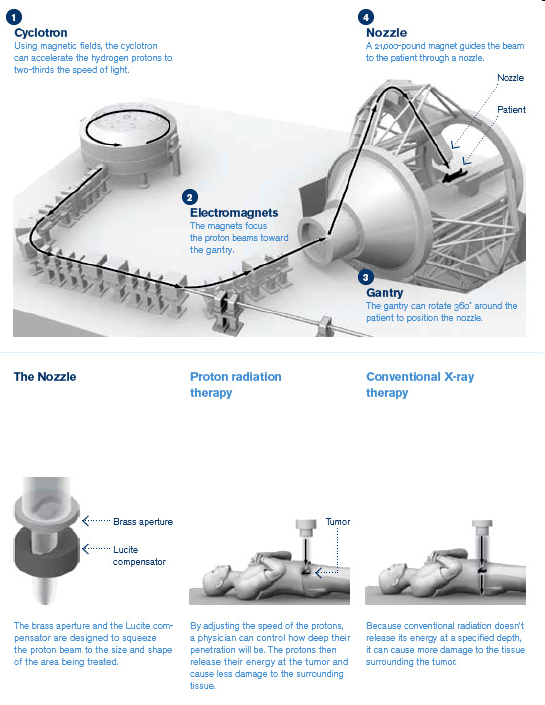 1
Cyclotron
Using magnetic fields, the cyclotron
can accelerate the hydrogen protons to
two-thirds the speed of light.
4
Nozzle
A 21,000-pound magnet guides the beam
to the patient through a nozzle.
Nozzle
Patient
2
Electromagnets
The magnets focus
the proton beams toward
the gantry.
3
Gantry
The gantry can rotate 360° around the
patient to position the nozzle.
The Nozzle
Brass aperture
Lucite
compensator
The brass aperture and the Lucite com-
pensator are designed to squeeze
the proton beam to the size and shape
of the area being treated.
Proton radiation
therapy
Tumor
By adjusting the speed of the protons,
a physician can control how deep their
penetration will be. The protons then
release their energy at the tumor and
cause less damage to the surrounding
tissue.
Conventional X-ray
therapy
Because conventional radiation doesn't
release its energy at a specified depth,
it can cause more damage to the tissue
surrounding the tumor.